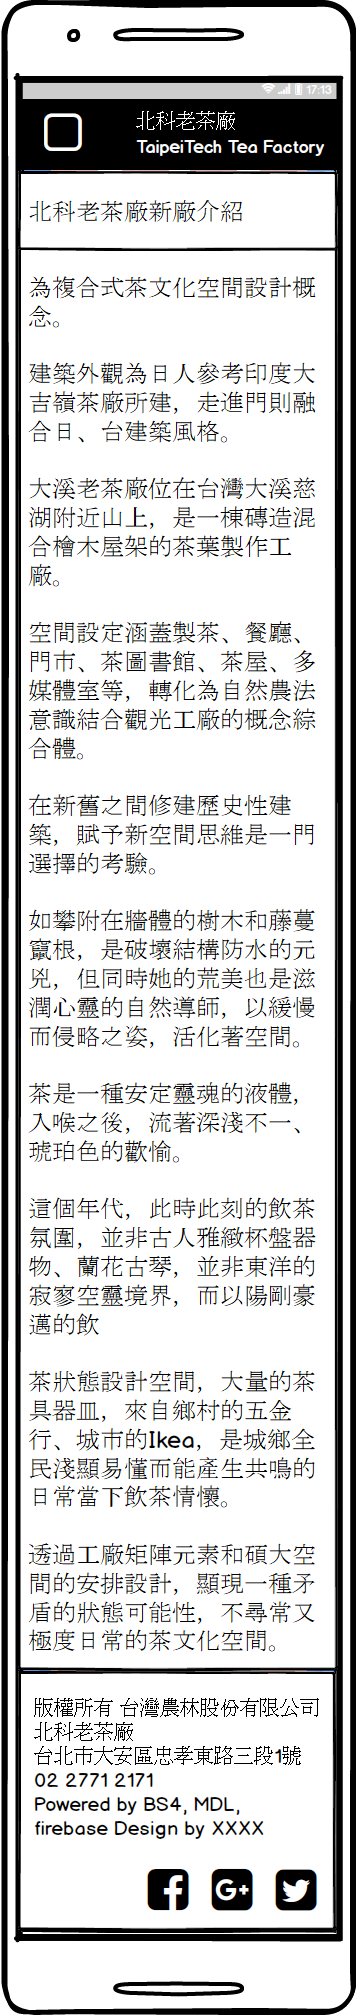 17:13
北科老茶廠
TaipeiTech Tea Factory
北科老茶廠新廠介紹
為複合式茶文化空間設計概
念。
建築外觀為日人參考印度大
吉嶺茶廠所建，走進門則融
合日、台建築風格。
大溪老茶廠位在台灣大溪慈
湖附近山上，是一棟磚造混
合檜木屋架的茶葉製作工
廠。
空間設定涵蓋製茶、餐廳、
門市、茶圖書館、茶屋、多
媒體室等，轉化為自然農法
意識結合觀光工廠的概念綜
合體。
在新舊之間修建歷史性建
築，賦予新空間思維是一門
選擇的考驗。
如攀附在牆體的樹木和藤蔓
竄根，是破壞結構防水的元
兇，但同時她的荒美也是滋
潤心靈的自然導師，以緩慢
而侵略之姿，活化著空間。
茶是一種安定靈魂的液體，
入喉之後，流著深淺不一、
琥珀色的歡愉。
這個年代，此時此刻的飲茶
氛圍，並非古人雅緻杯盤器
物、蘭花古琴，並非東洋的
寂寥空靈境界，而以陽剛豪
邁的飲
茶狀態設計空間，大量的茶
具器皿，來自鄉村的五金
行、城市的Ikea，是城鄉全
民淺顯易懂而能產生共鳴的
日常當下飲茶情懷。
透過工廠矩陣元素和碩大空
間的安排設計，顯現一種矛
盾的狀態可能性，不尋常又
極度日常的茶文化空間。
版權所有 台灣農林股份有限公司
北科老茶廠
台北市大安區忠孝東路三段1號
02 2771 2171
Powered by BS4, MDL,
firebase Design by XXXX